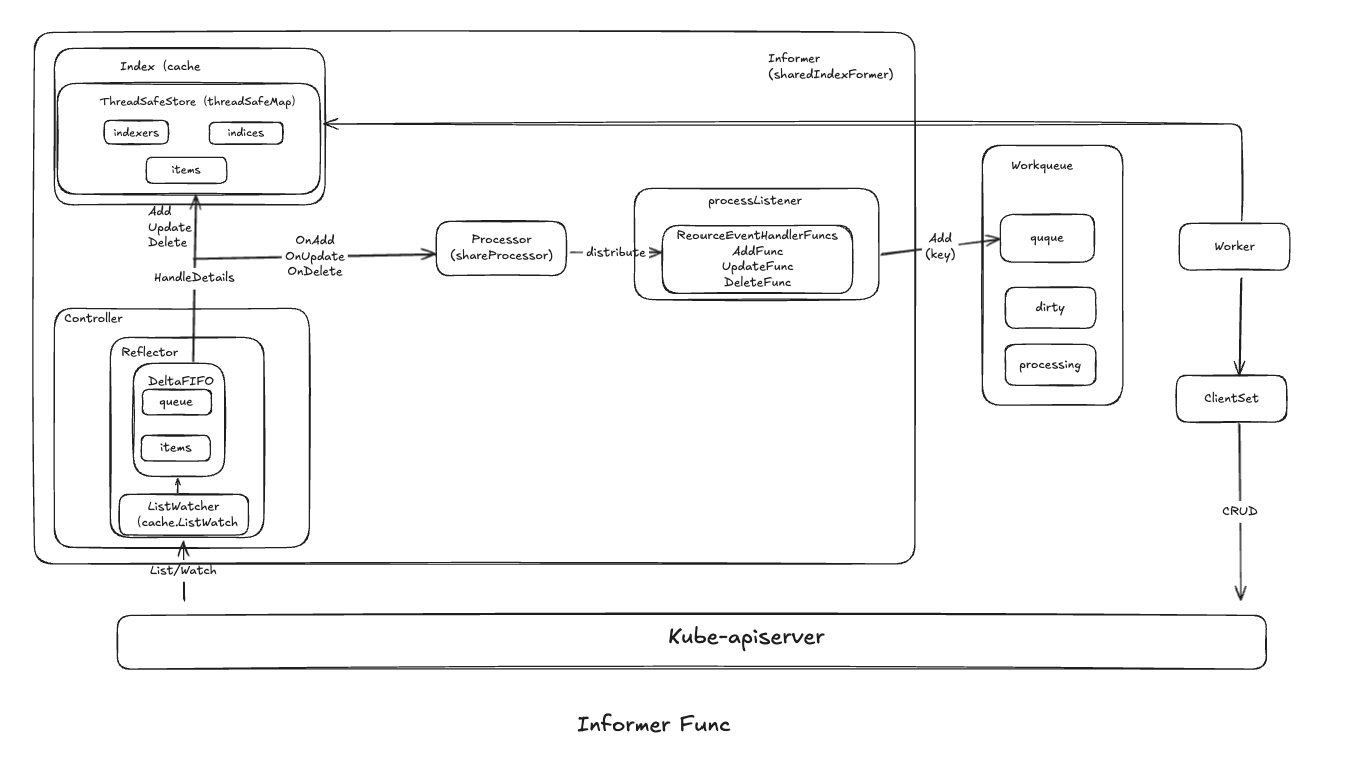 Index (cache
Informer
(sharedIndexFormer)
ThreadSafeStore (threadSafeMap)
indexers
indices
items
Add
Update
Delete
OnAdd
OnUpdate
OnDelete
HandleDetails
Processor
(shareProcessor)
distribute
processListener
ReourceEventHandlerFuncs
AddFunc
UpdateFunc
DeleteFunc
Add
(key)
Workqueue
quque
dirty
processing
Worker
ClientSet
CRUD
Controller
Reflector
DeltaFIFO
queue
items
ListWatcher
(cache.ListWatch
List/Watch
Kube-apiserver
Informer Func